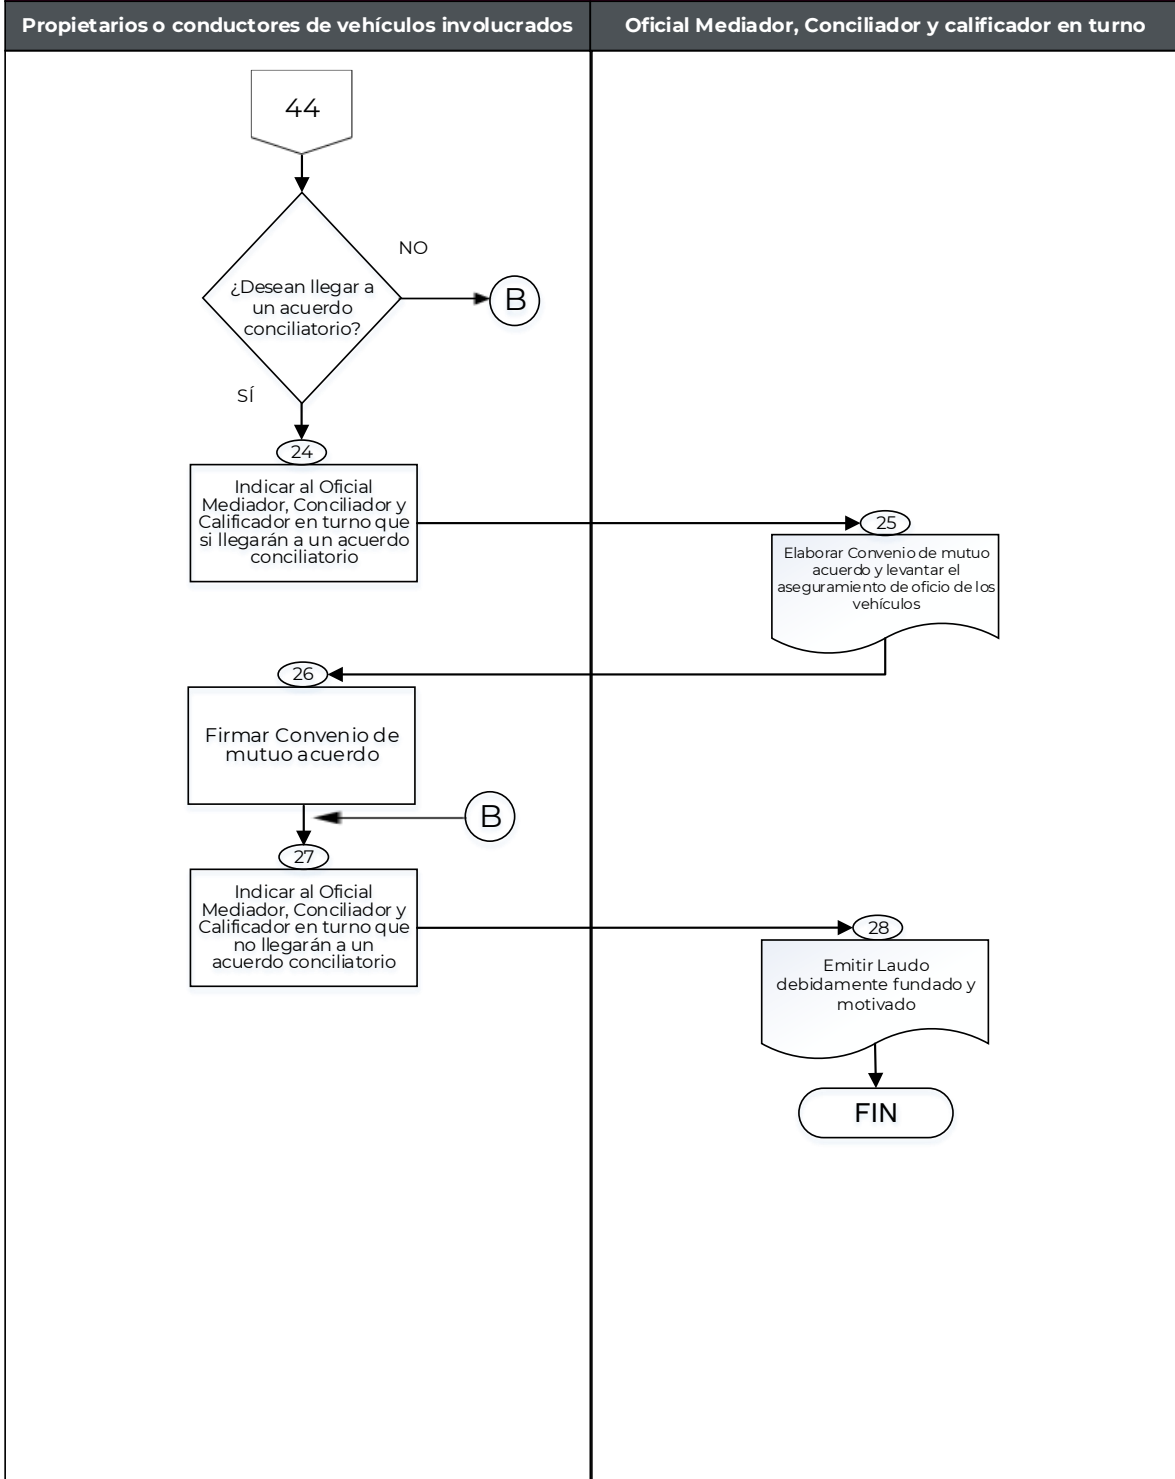 Propietarios o conductores de vehículos involucrados
Oficial Mediador, Conciliador y calificador en turno
44
NO
¿Desean llegar a
un acuerdo
conciliatorio?
B
SÍ
24
Indicar al Oficial
Mediador, Conciliador y
Calificador en turno que
si llegarán a un acuerdo
conciliatorio
25
Elaborar Convenio de mutuo
acuerdo y levantar el
aseguramiento de oficio de los
vehículos
26
Firmar Convenio de
mutuo acuerdo
B
27
Indicar al Oficial
Mediador, Conciliador y
Calificador en turno que
no llegarán a un
acuerdo conciliatorio
28
Emitir Laudo
debidamente fundado y
motivado
FIN